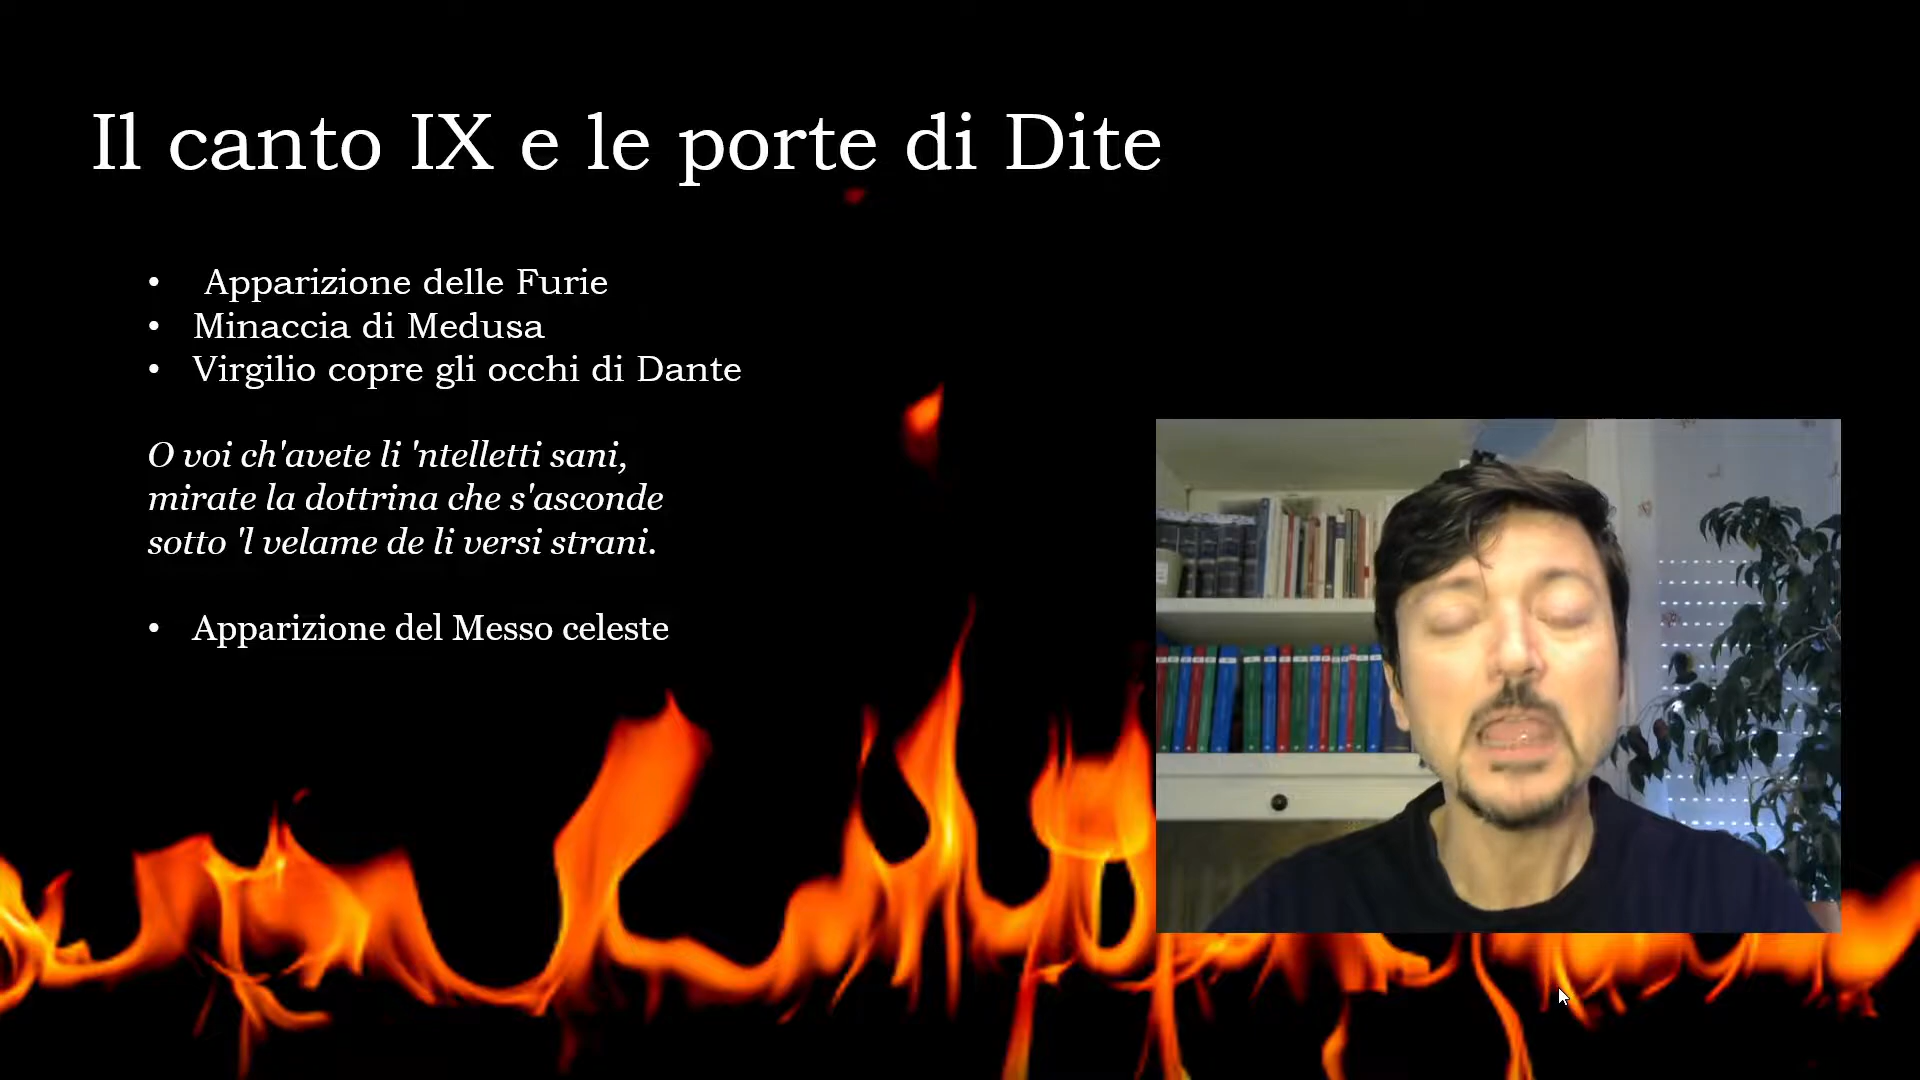 Il canto IX e le porte di Dite
• Apparizione delle Furie
• Minaccia di Medusa
• Virgilio copre gli occhi di Dante
O voi ch'avete li 'ntelletti sani,
mirate la dottrina che s'asconde
sotto 'l velame de li versi strani.
• Apparizione del Messo celeste